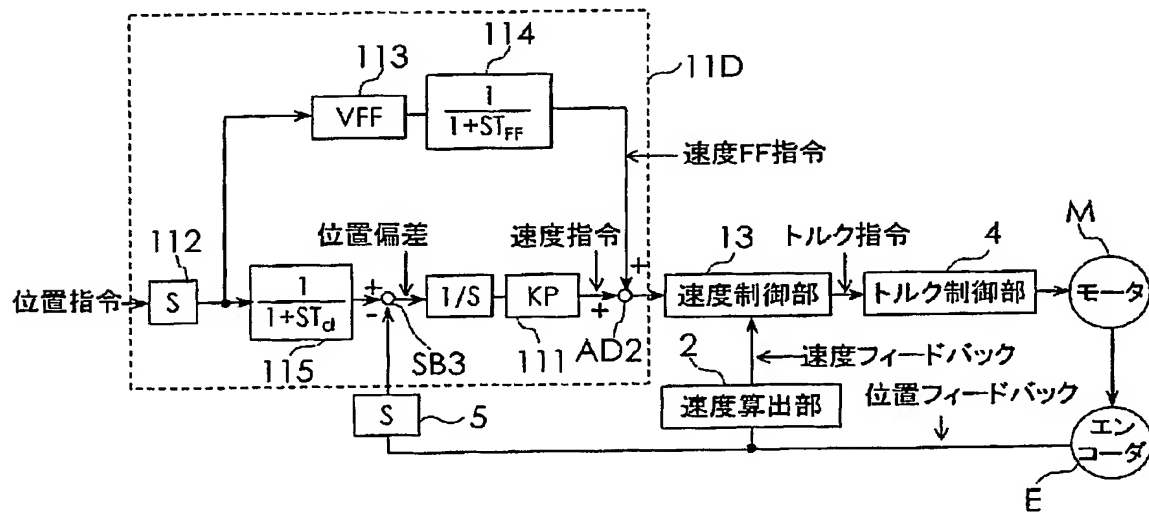 114
113
11D
VFF
1
1+ST_FF
速度FF指令
112
位置偏差
速度指令
13
トルク指令
4
M
位置指令
S
1
1+ST_d
+
-
1/S
KP
+
+
速度制御部
トルク制御部
モータ
115
SB3
111
AD2
2
速度フィードバック
S
5
速度算出部
位置フィードバック
エン
コーダ
E